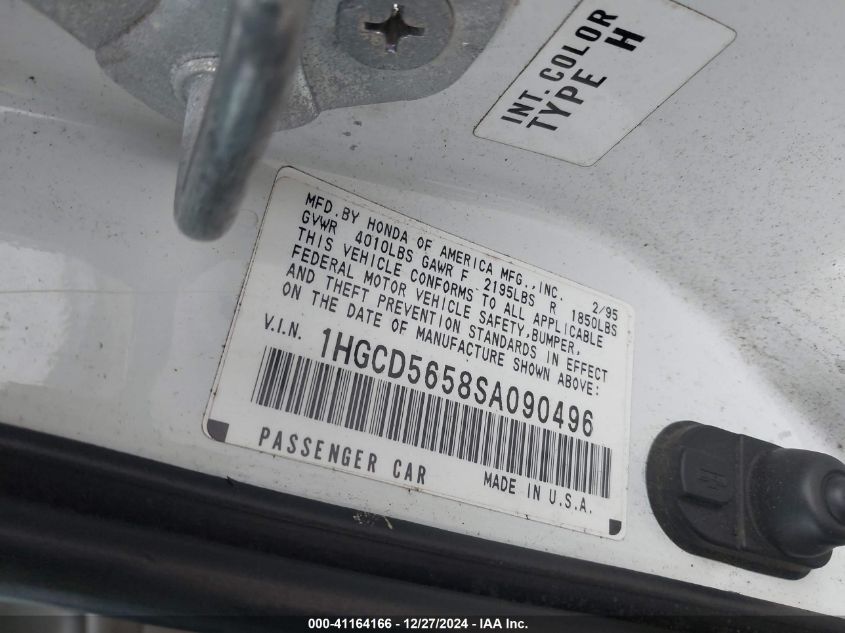 INT. COLOR
TYPE H
MFD. BY HONDA OF AMERICA MFG., INC. 2/95
GVWR 4010LBS GAWR F 2195LBS R 1850LBS
THIS VEHICLE CONFORMS TO ALL APPLICABLE
FEDERAL MOTOR VEHICLE SAFETY, BUMPER,
AND THEFT PREVENTION STANDARDS IN EFFECT
ON THE DATE OF MANUFACTURE SHOWN ABOVE:
V.I.N. 1HGCD5658SA090496
PASSENGER CAR MADE IN U.S.A.
000-41164166 - 12/27/2024 - IAA Inc.